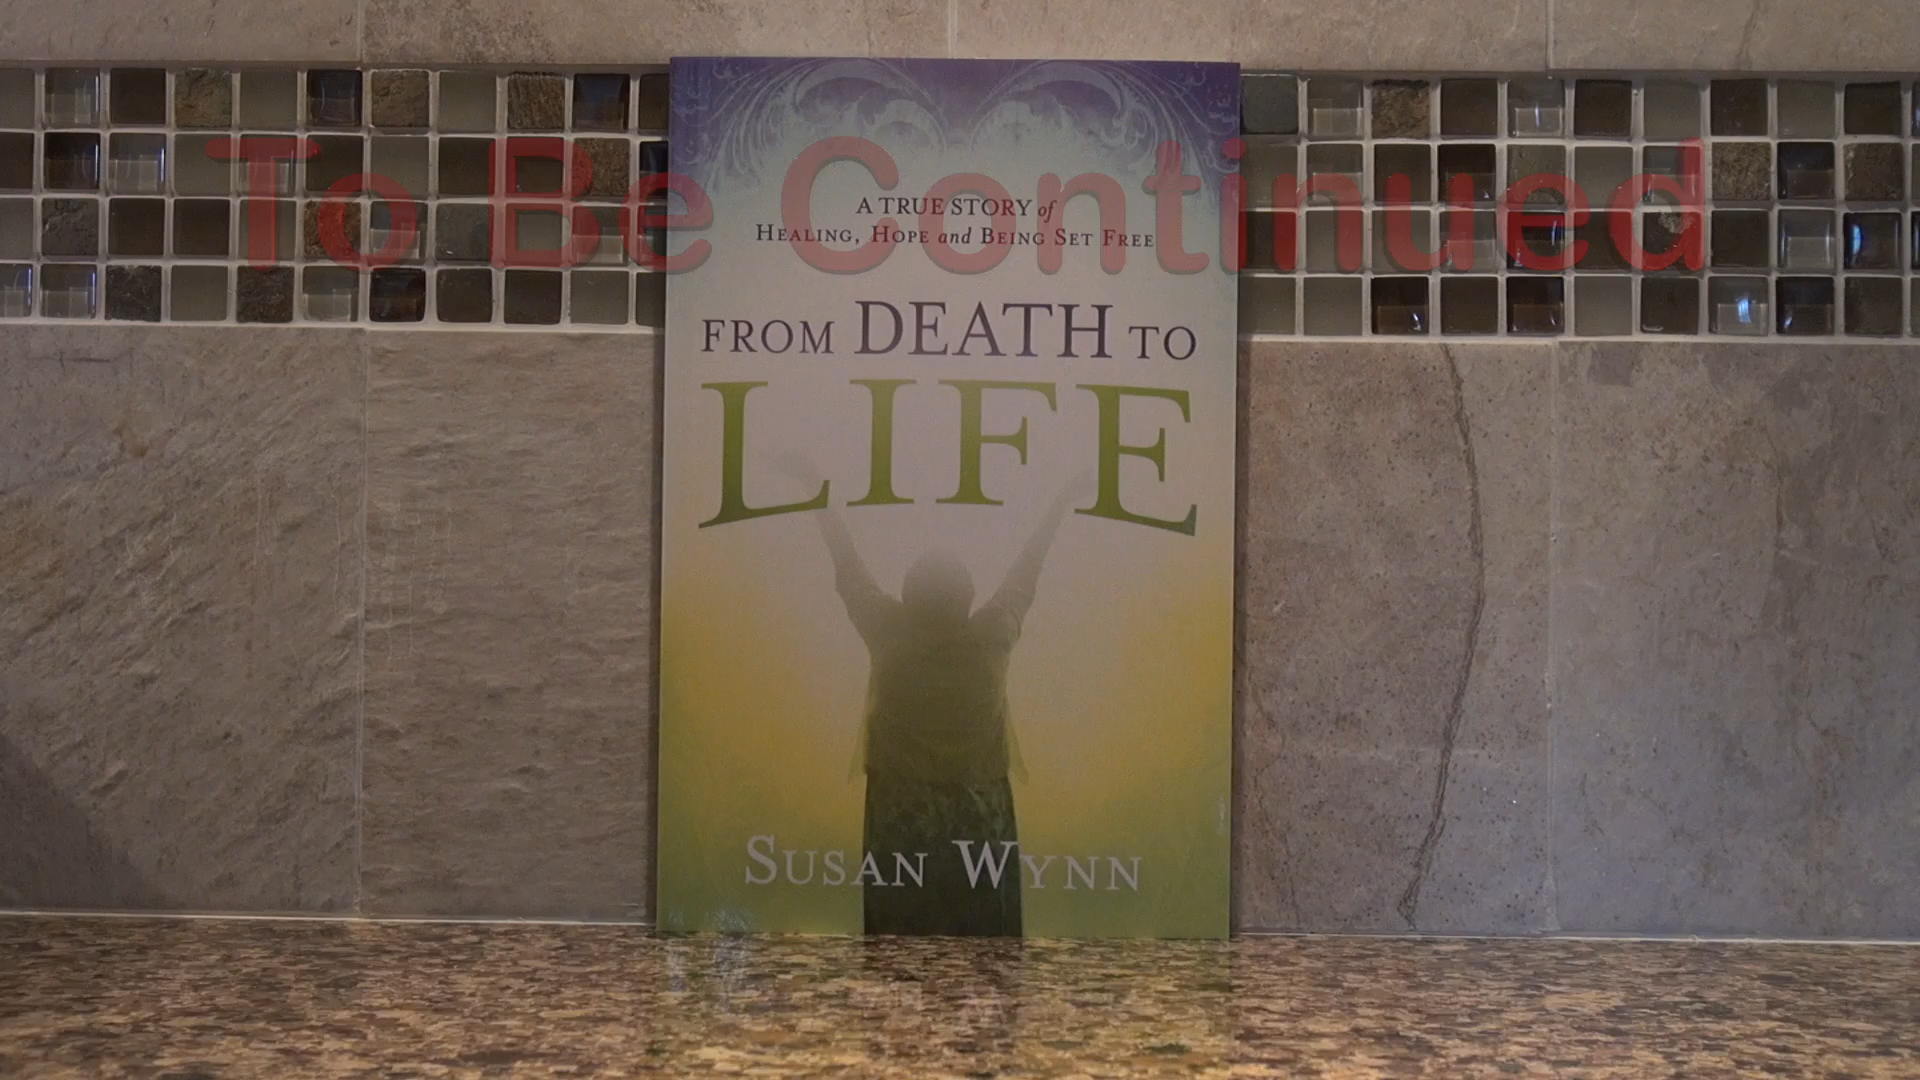 To Be Continued
A TRUE STORY of
HEALING, HOPE and BEING SET FREE
FROM DEATH TO
LIFE
SUSAN WYNN